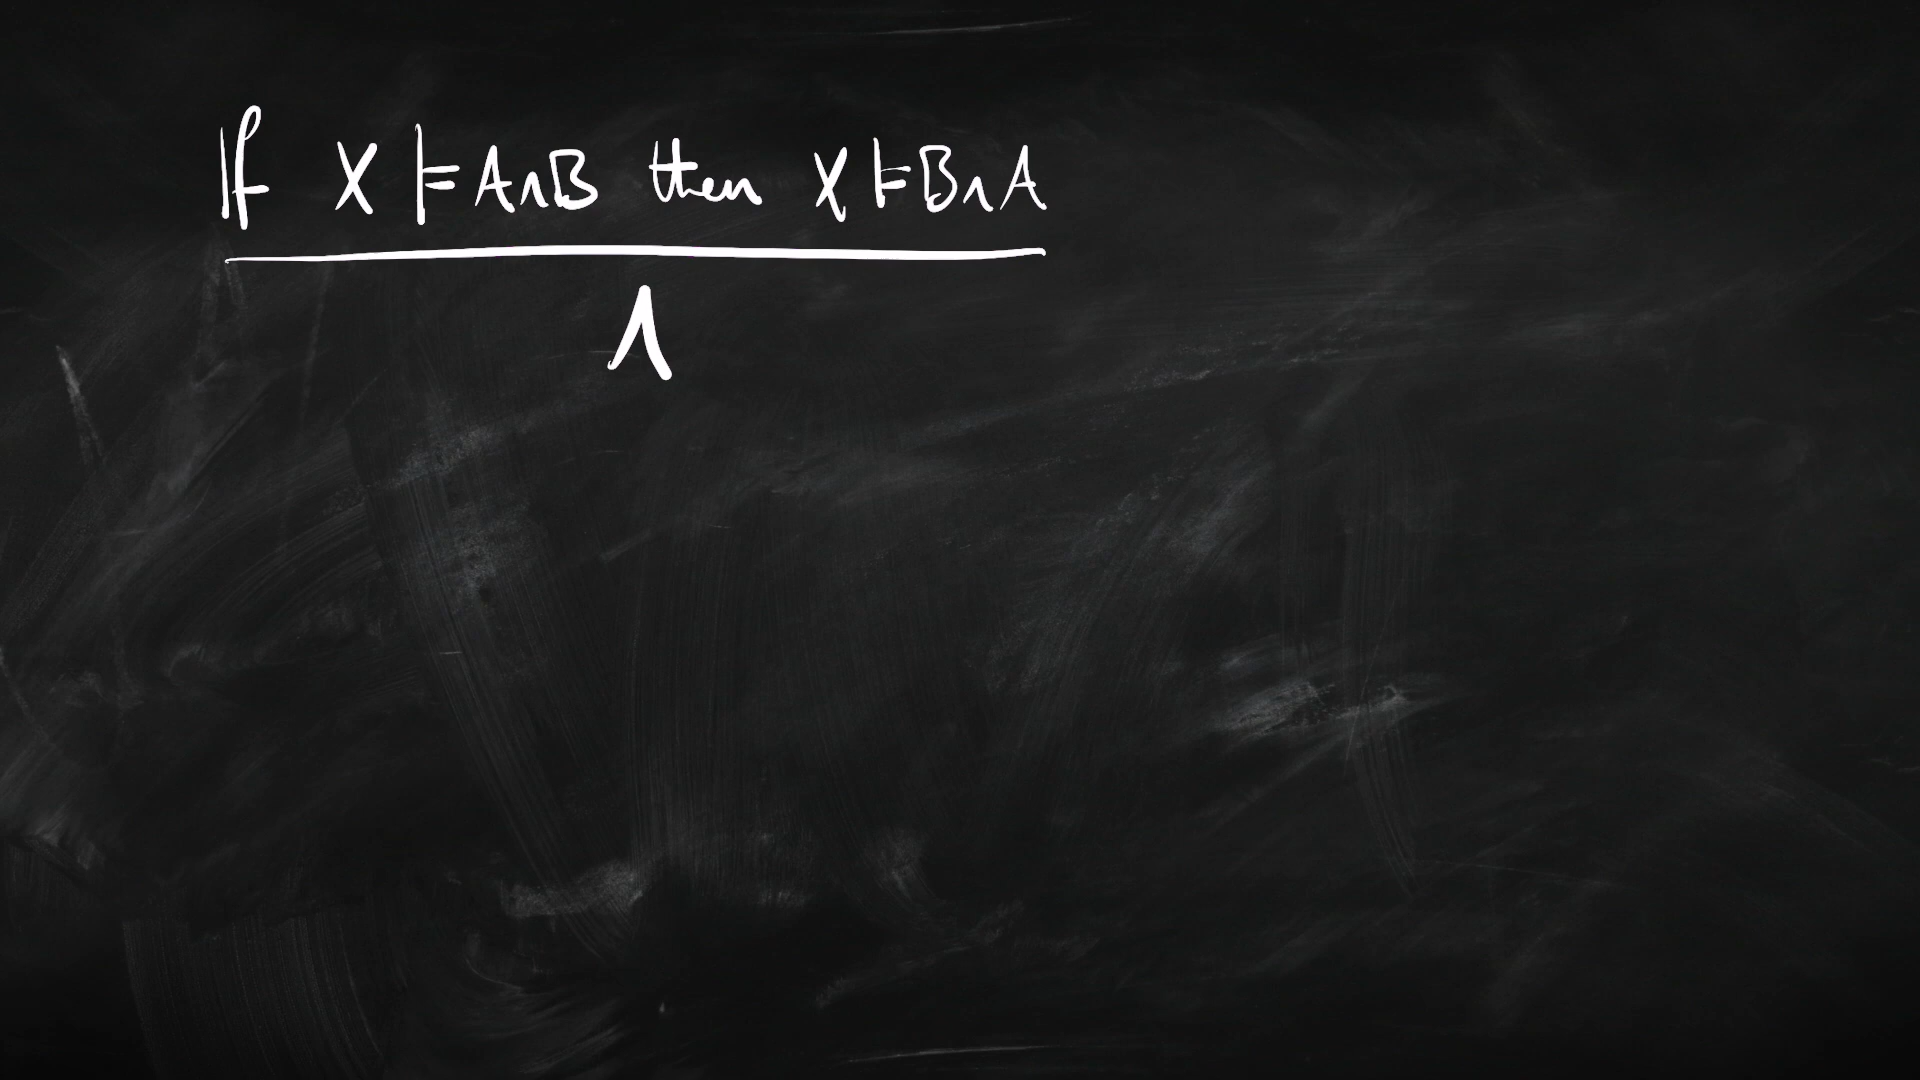 If X ⊨ A∧B then X ⊨ B∧A
∧